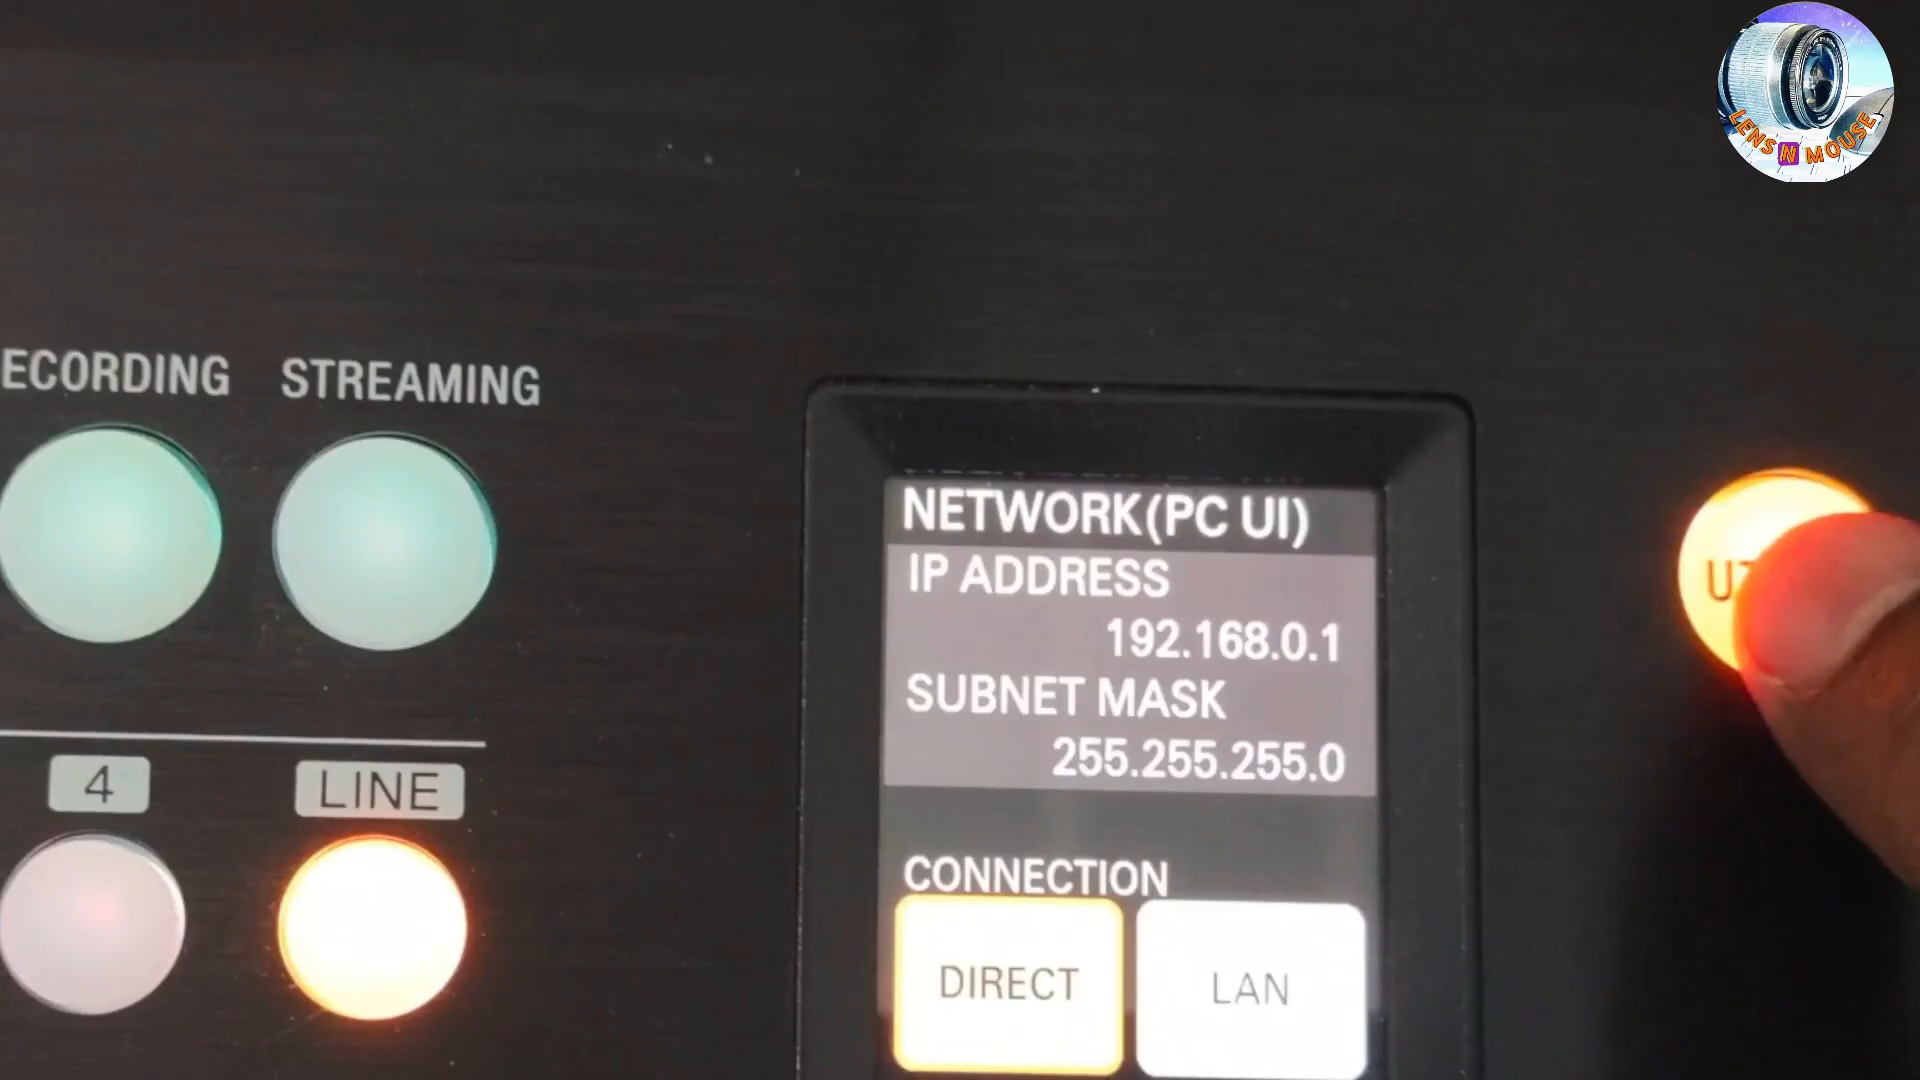 LENS N MOUSE
ECORDING
STREAMING
NETWORK(PC UI)
IP ADDRESS
192.168.0.1
SUBNET MASK
255.255.255.0
4
LINE
CONNECTION
DIRECT
LAN